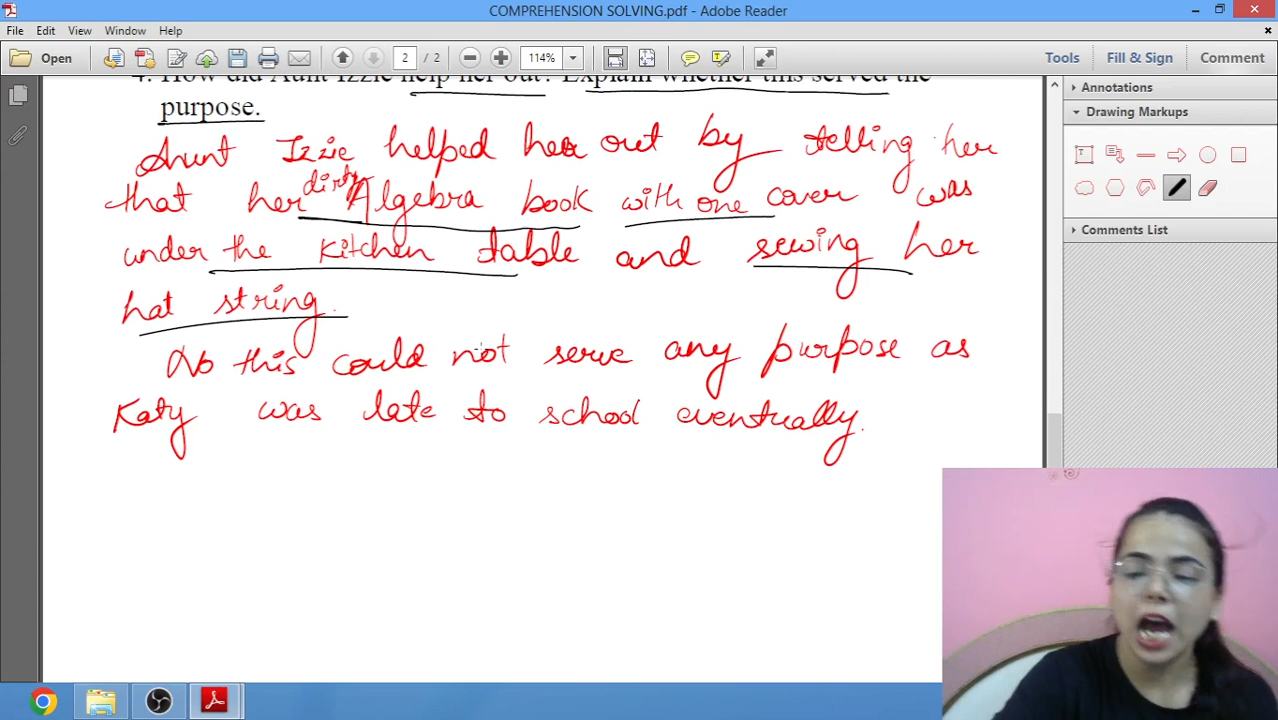 COMPREHENSION SOLVING.pdf - Adobe Reader
File Edit View Window Help
Open 2 / 2 114% Tools Fill & Sign Comment
4. How did Aunt Izzie help her out? Explain whether this served the
purpose.
Aunt Izzie helped her out by telling her
that her dirty Algebra book with one cover was
under the kitchen table and sewing her
hat string.
No this could not serve any purpose as
Katy was late to school eventually.
Annotations
Drawing Markups
T
Comments List